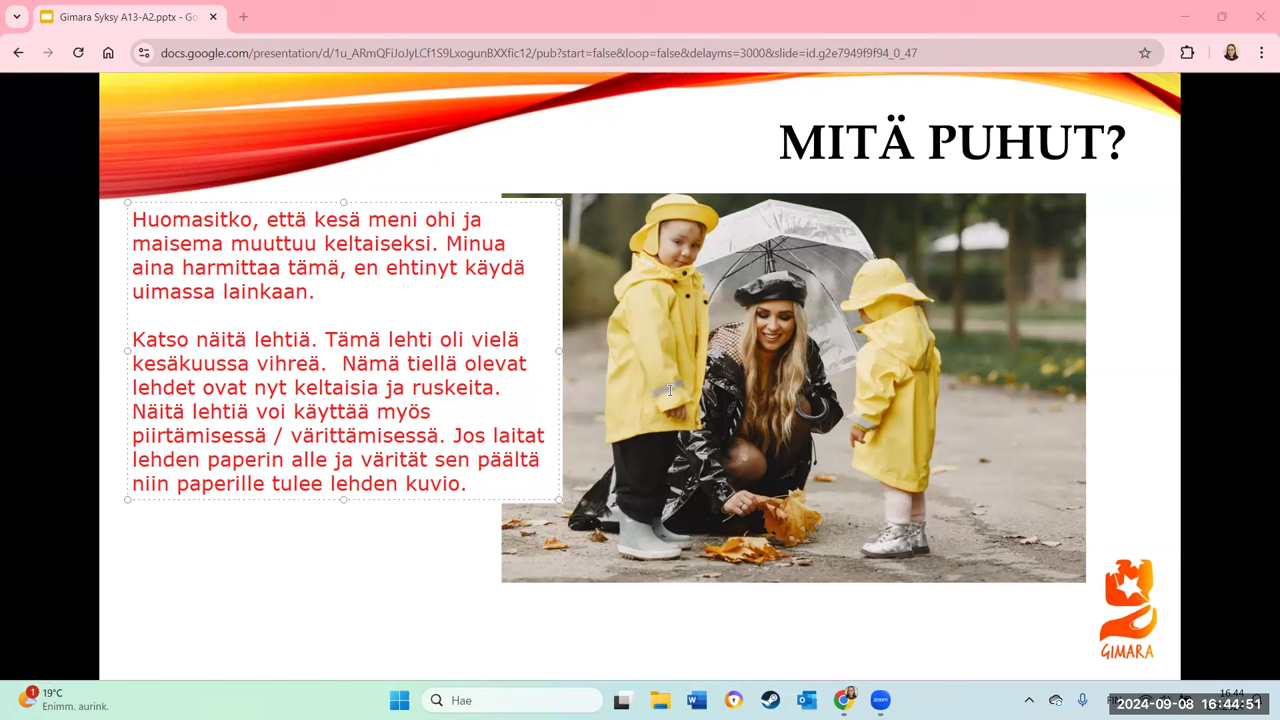 Gimara Syksy A13-A2.pptx - Go
docs.google.com/presentation/d/1u_ARmQFiJoJyLCf1S9LxogunBXXfic12/pub?start=false&loop=false&delayms=3000&slide=id.g2e7949f9f94_0_47
MITÄ PUHUT?
Huomasitko, että kesä meni ohi ja
maisema muuttuu keltaiseksi. Minua
aina harmittaa tämä, en ehtinyt käydä
uimassa lainkaan.
Katso näitä lehtiä. Tämä lehti oli vielä
kesäkuussa vihreä.  Nämä tiellä olevat
lehdet ovat nyt keltaisia ja ruskeita.
Näitä lehtiä voi käyttää myös
piirtämisessä / värittämisessä. Jos laitat
lehden paperin alle ja värität sen päältä
niin paperille tulee lehden kuvio.
GIMARA
1
19°C
Enimm. aurink.
Hae
16.44
2024-09-08 16:44:51